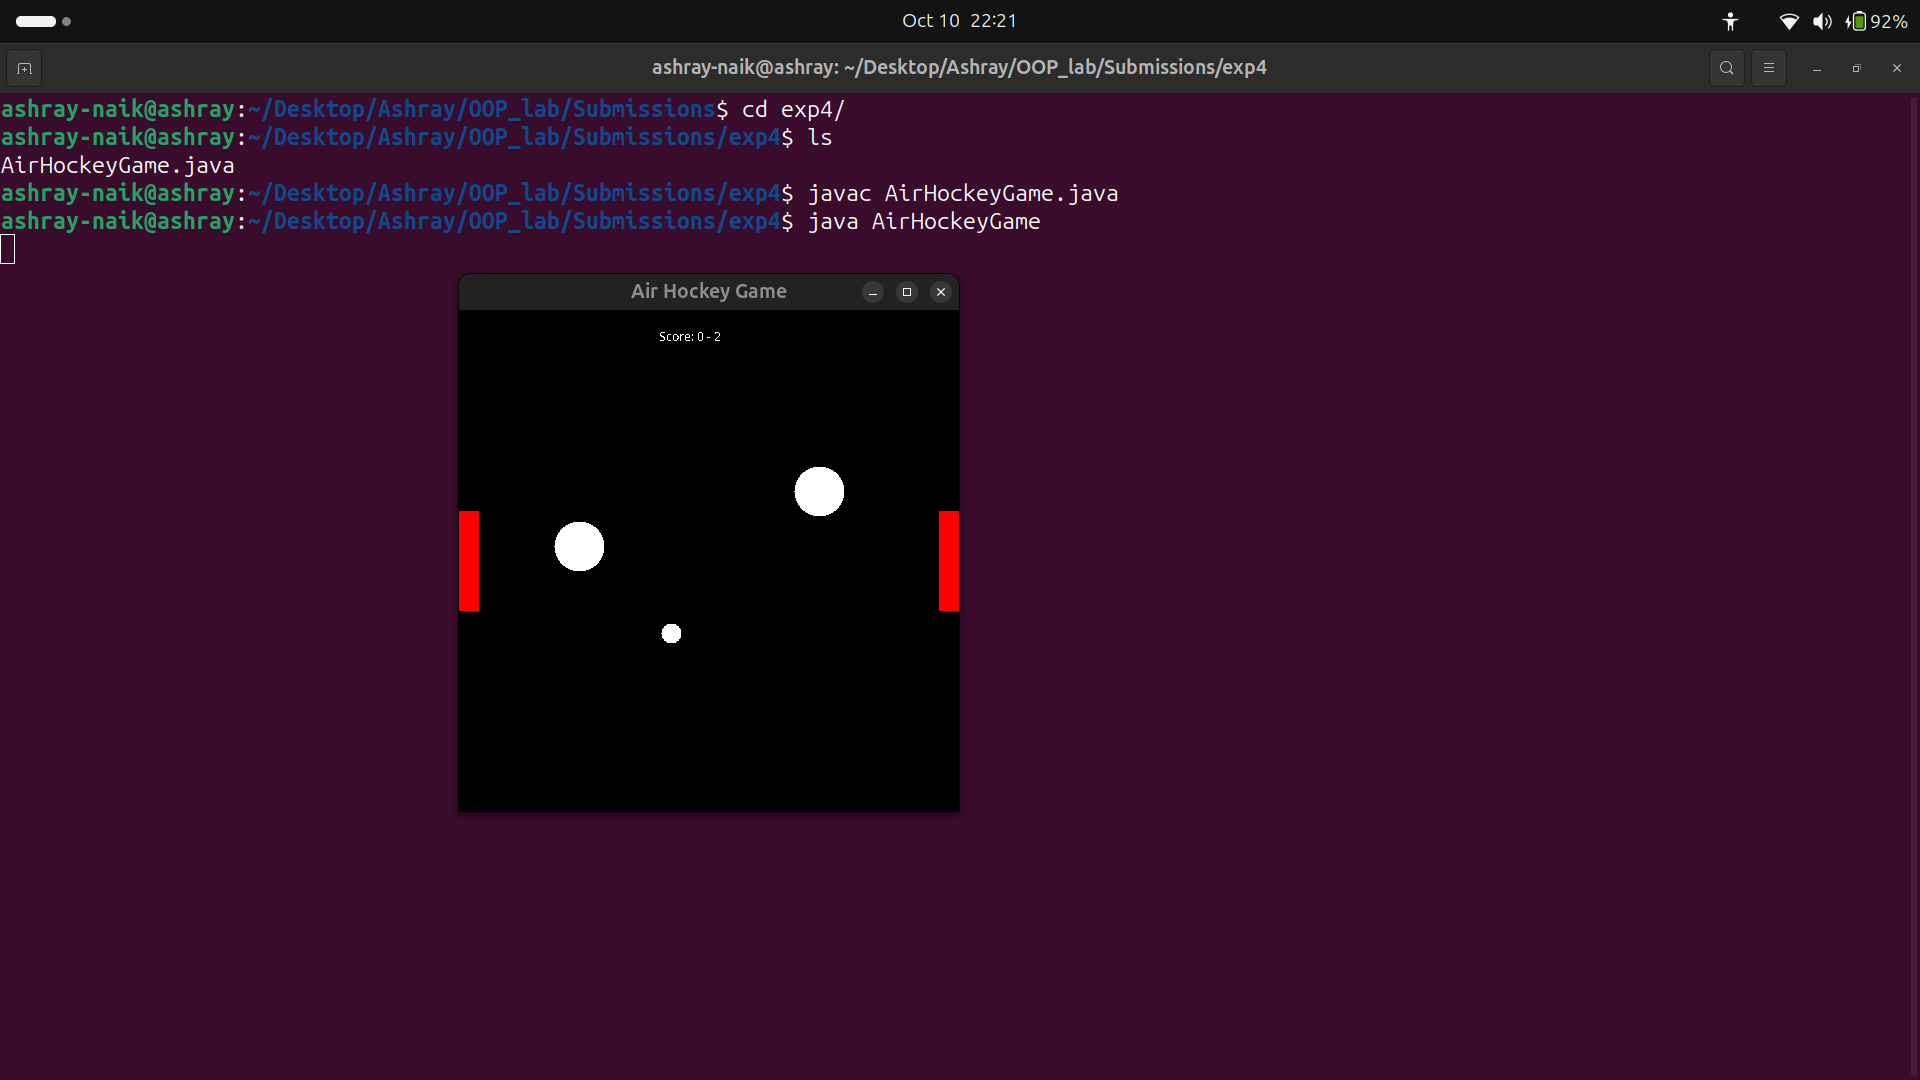 Oct 10 22:21
92%
ashray-naik@ashray: ~/Desktop/Ashray/OOP_lab/Submissions/exp4
ashray-naik@ashray:~/Desktop/Ashray/OOP_lab/Submissions$ cd exp4/
ashray-naik@ashray:~/Desktop/Ashray/OOP_lab/Submissions/exp4$ ls
AirHockeyGame.java
ashray-naik@ashray:~/Desktop/Ashray/OOP_lab/Submissions/exp4$ javac AirHockeyGame.java
ashray-naik@ashray:~/Desktop/Ashray/OOP_lab/Submissions/exp4$ java AirHockeyGame
Air Hockey Game
Score: 0 - 2